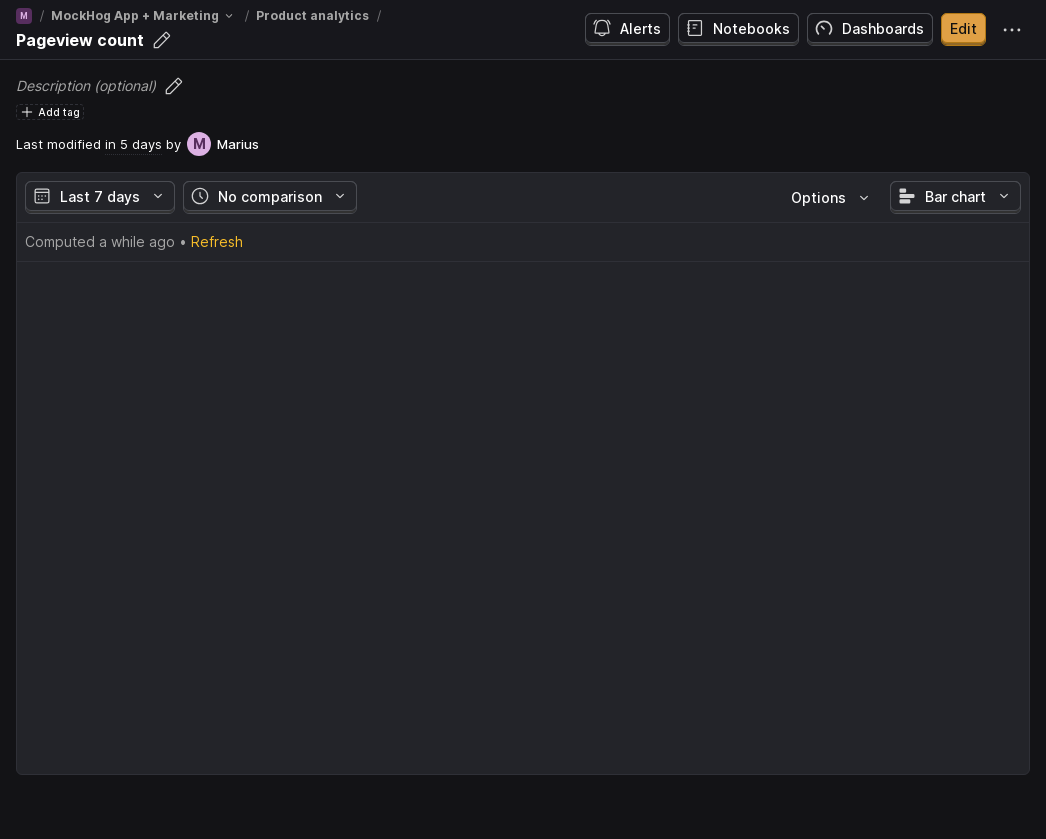 M / MockHog App + Marketing / Product analytics /
Pageview count
Alerts Notebooks Dashboards Edit
Description (optional)
Add tag
Last modified in 5 days by M Marius
Last 7 days No comparison Options Bar chart
Computed a while ago • Refresh